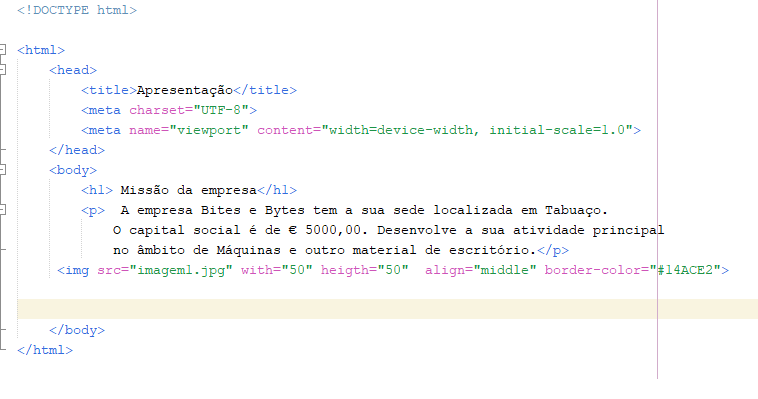 <!DOCTYPE html>
<html>
<head>
<title>Apresentação</title>
<meta charset="UTF-8">
<meta name="viewport" content="width=device-width, initial-scale=1.0">
</head>
<body>
<h1> Missão da empresa</h1>
<p>  A empresa Bites e Bytes tem a sua sede localizada em Tabuaço.
O capital social é de € 5000,00. Desenvolve a sua atividade principal
no âmbito de Máquinas e outro material de escritório.</p>
<img src="imagem1.jpg" with="50" heigth="50"  align="middle" border-color="#14ACE2">
</body>
</html>